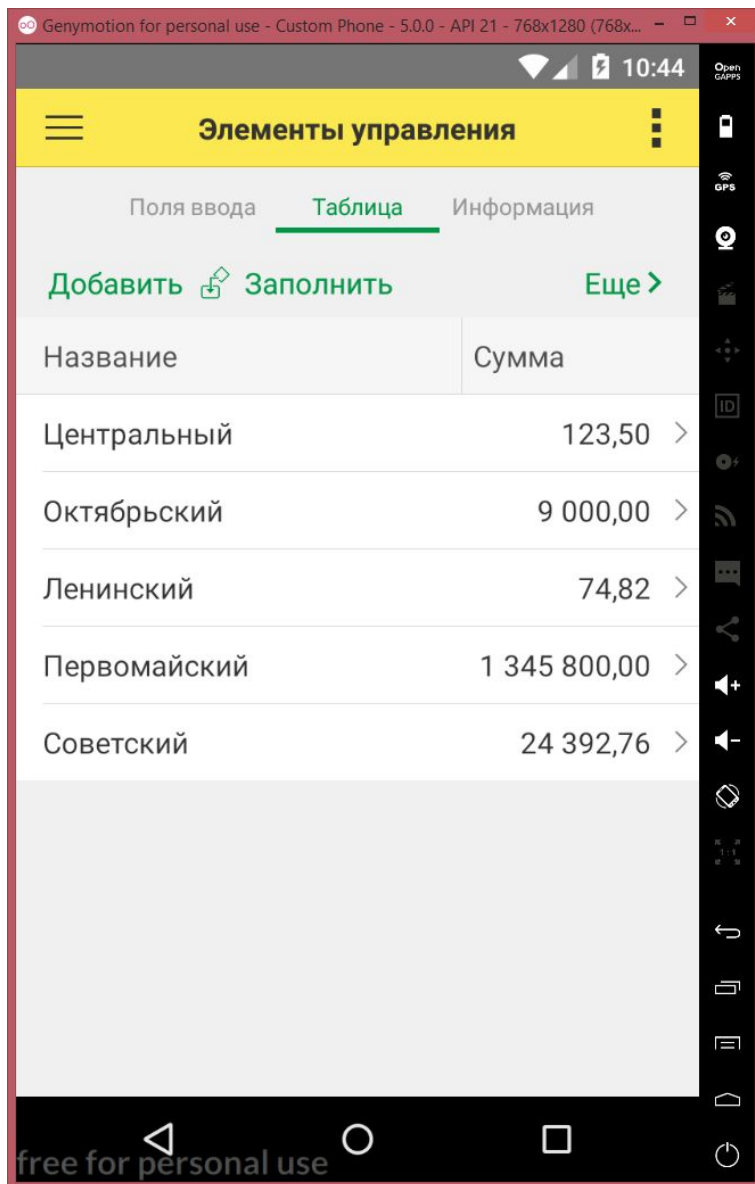 Genymotion for personal use - Custom Phone - 5.0.0 - API 21 - 768x1280 (768x...
10:44
Open
GAPPS
Элементы управления
GPS
Поля ввода Таблица Информация
Добавить Заполнить Еще
Название Сумма
ID
Центральный 123,50
Октябрьский 9 000,00
Ленинский 74,82
Первомайский 1 345 800,00
Советский 24 392,76
1:1
free for personal use